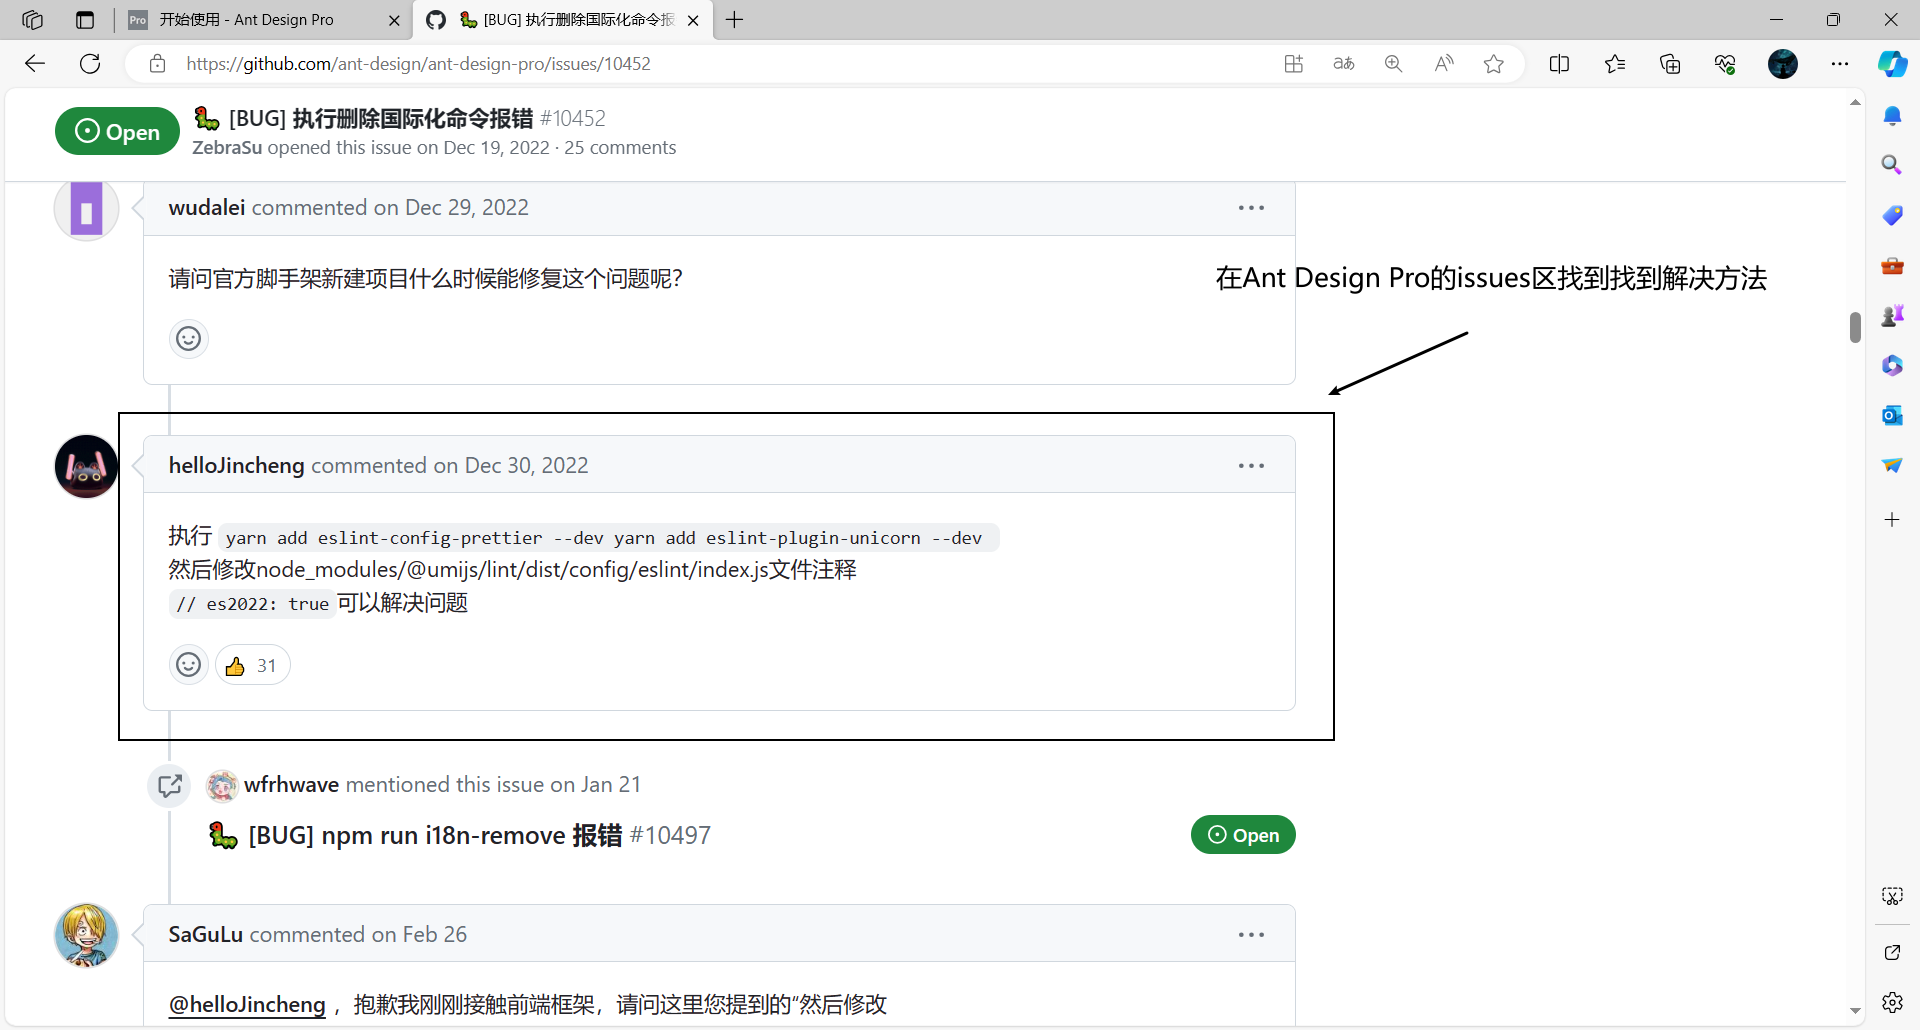 Pro 开始使用 - Ant Design Pro
[BUG] 执行删除国际化命令报
https://github.com/ant-design/ant-design-pro/issues/10452
Open
[BUG] 执行删除国际化命令报错 #10452
ZebraSu opened this issue on Dec 19, 2022 · 25 comments
wudalei commented on Dec 29, 2022
请问官方脚手架新建项目什么时候能修复这个问题呢？
在Ant Design Pro的issues区找到找到解决方法
helloJincheng commented on Dec 30, 2022
执行 yarn add eslint-config-prettier --dev yarn add eslint-plugin-unicorn --dev
然后修改node_modules/@umijs/lint/dist/config/eslint/index.js文件注释
// es2022: true 可以解决问题
31
wfrhwave mentioned this issue on Jan 21
[BUG] npm run i18n-remove 报错 #10497
Open
SaGuLu commented on Feb 26
@helloJincheng ，抱歉我刚刚接触前端框架，请问这里您提到的“然后修改